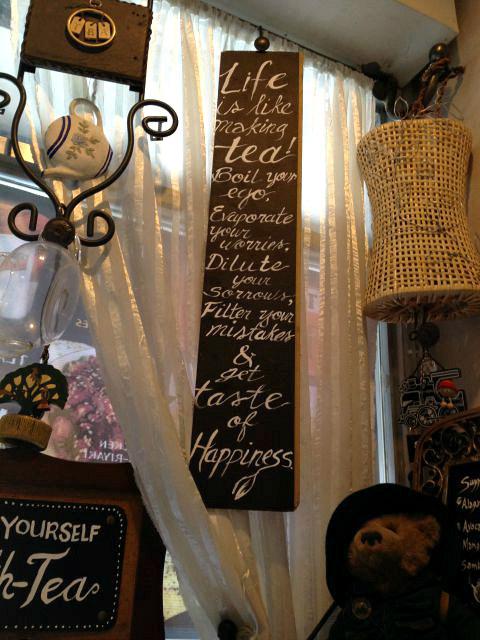 Life
is like
making
tea!
Boil your
ego,
Evaporate
your
worries,
Dilute
your
Sorrows,
Filter your
mistakes
&
get
taste
of
Happiness.
YOURSELF
h-Tea